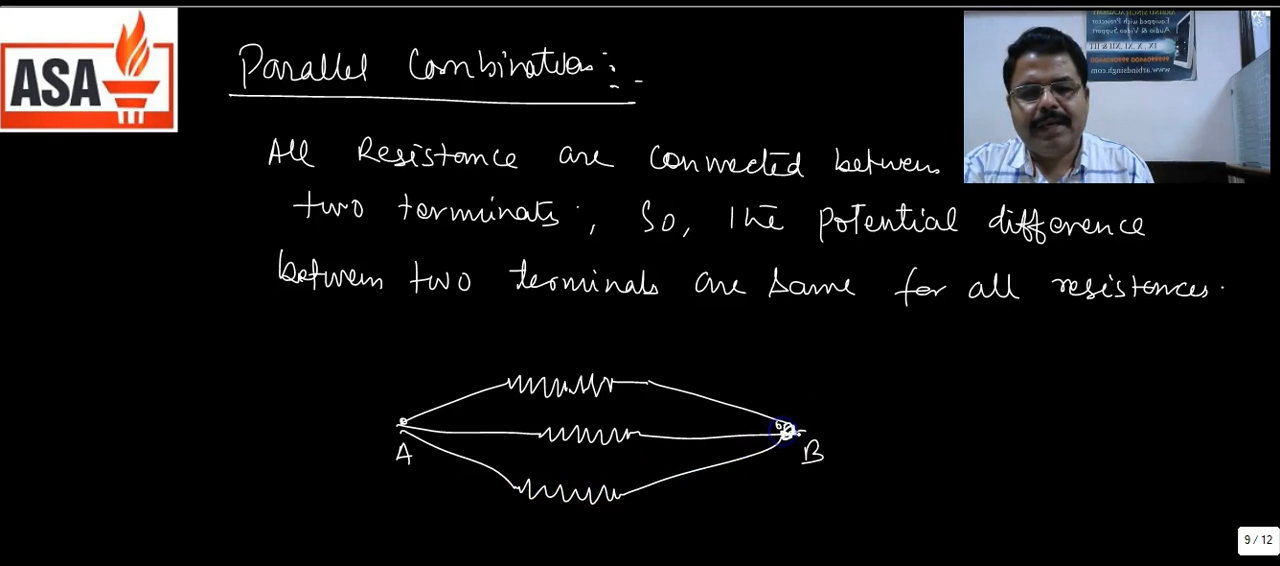 ASA
Parallel Combination :-
All Resistance are connected between
two terminals, So, The potential difference
between two terminals are same for all resistences.
A
B
9 / 12